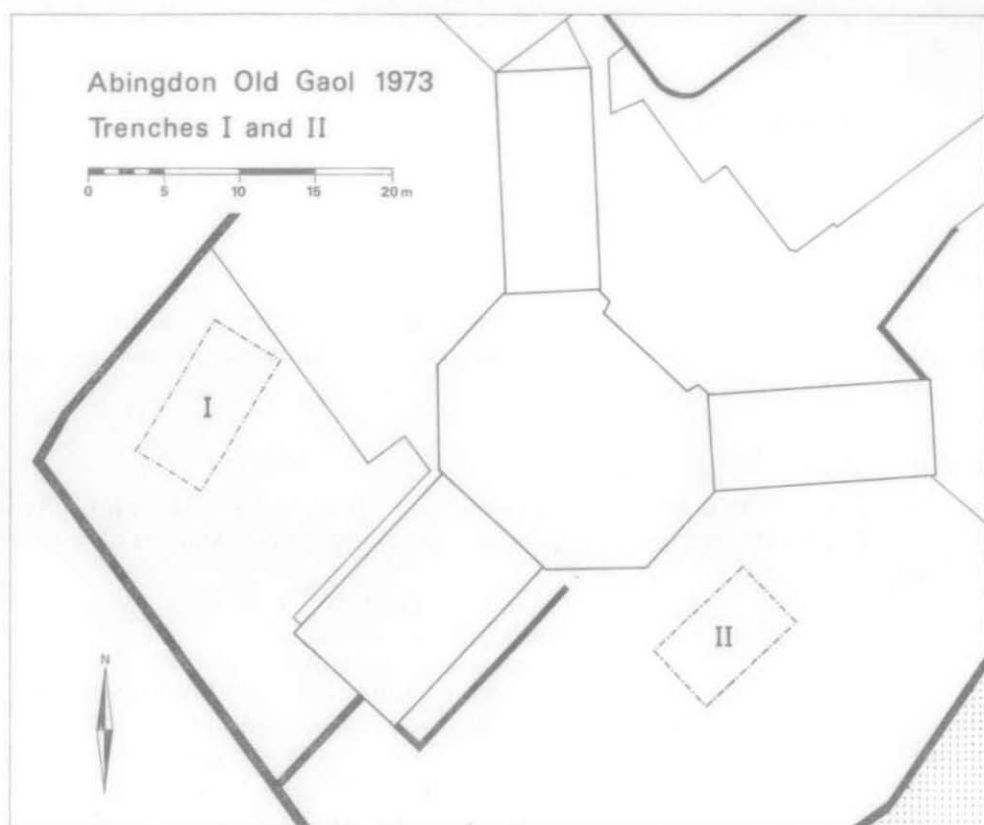 Abingdon Old Gaol 1973
Trenches I and II
0 5 10 15 20 m
I
II
N